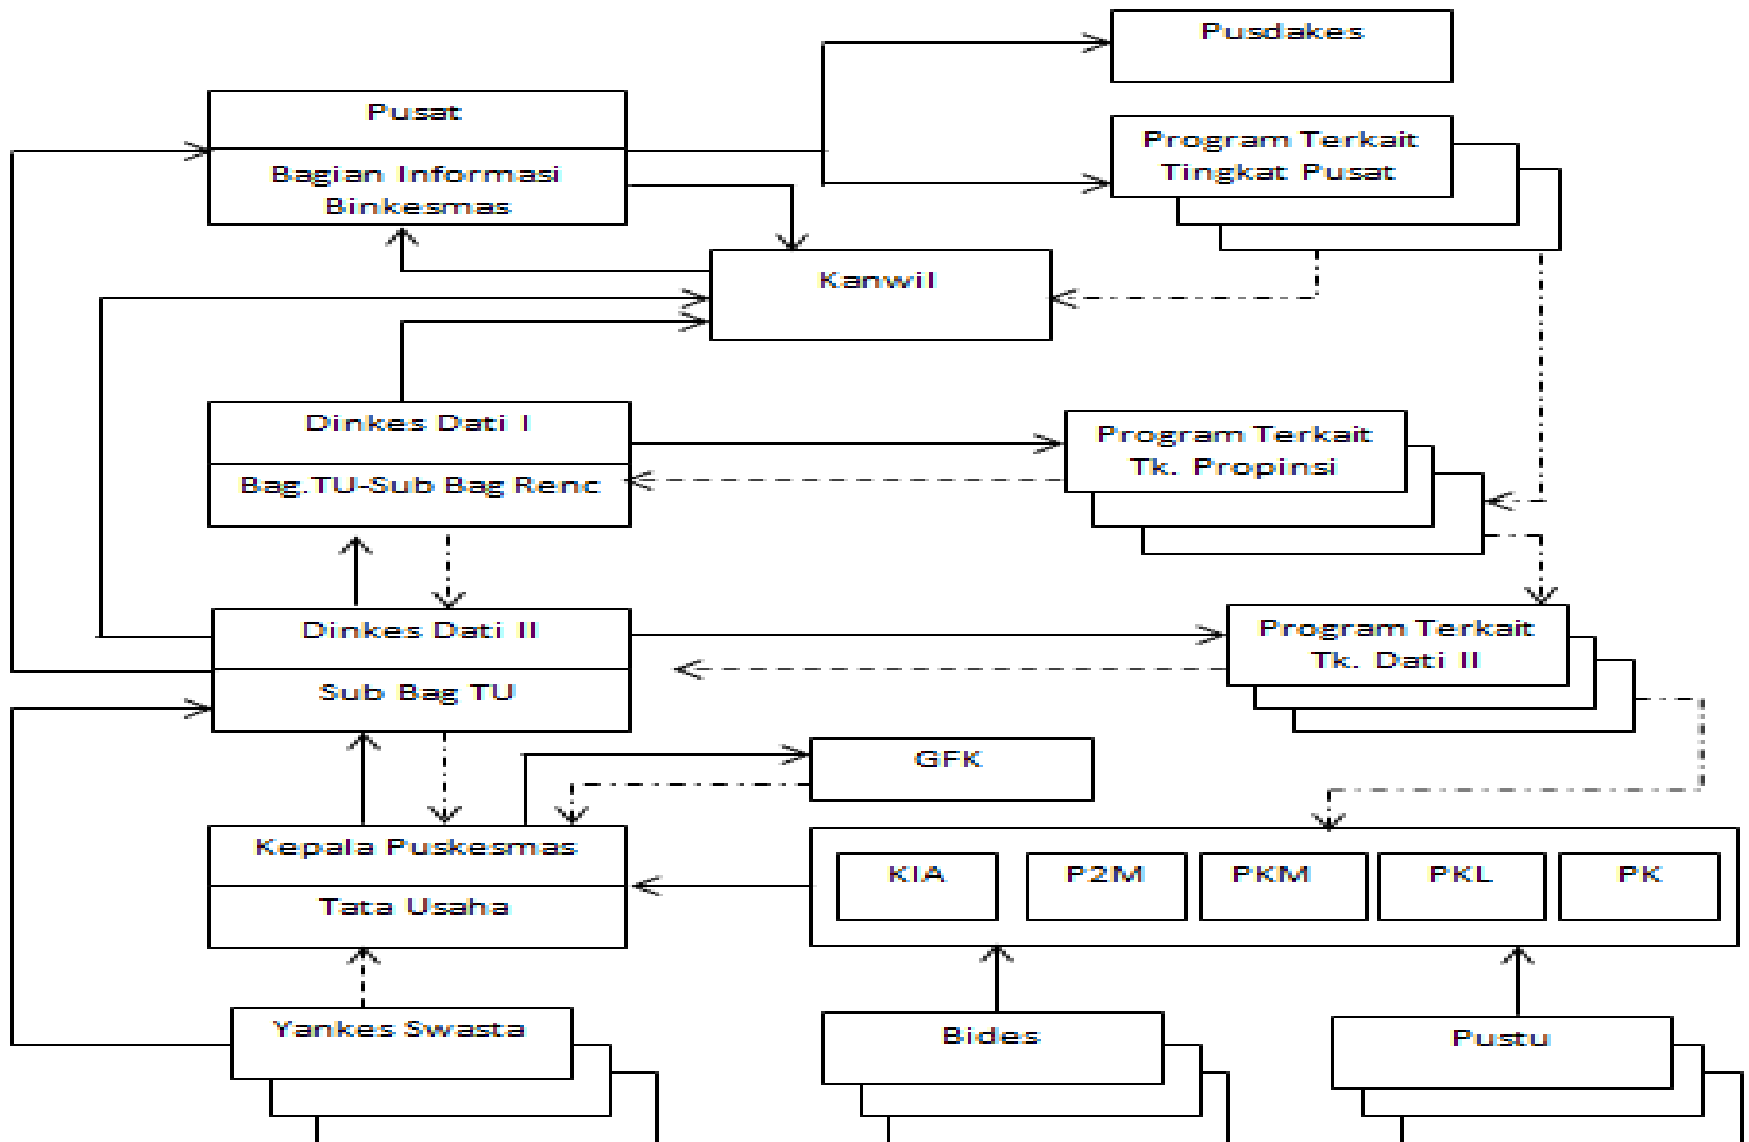 Pusdakes
Pusat
Bagian Informasi
Binkesmas
Program Terkait
Tingkat Pusat
Kanwil
Dinkes Dati I
Bag.TU-Sub Bag Renc
Program Terkait
Tk. Propinsi
Dinkes Dati II
Sub Bag TU
Program Terkait
Tk. Dati II
GFK
Kepala Puskesmas
Tata Usaha
KIA
P2M
PKM
PKL
PK
Yankes Swasta
Bides
Pustu